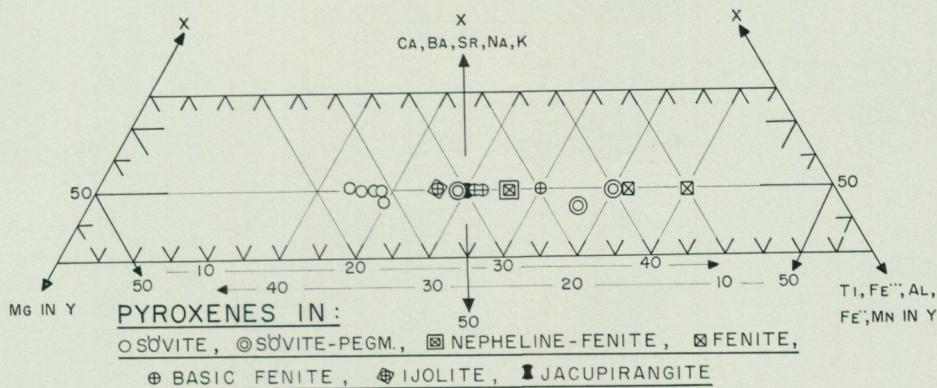 X X X
CA, BA, SR, NA, K
50 50
10 20 30 40 10
50 40 30 20 50
MG IN Y
50
TI, FE···, AL,
FE··, MN IN Y
PYROXENES IN:
SÖVITE, SÖVITE-PEGM., NEPHELINE-FENITE, FENITE,
BASIC FENITE, IJOLITE, JACUPIRANGITE